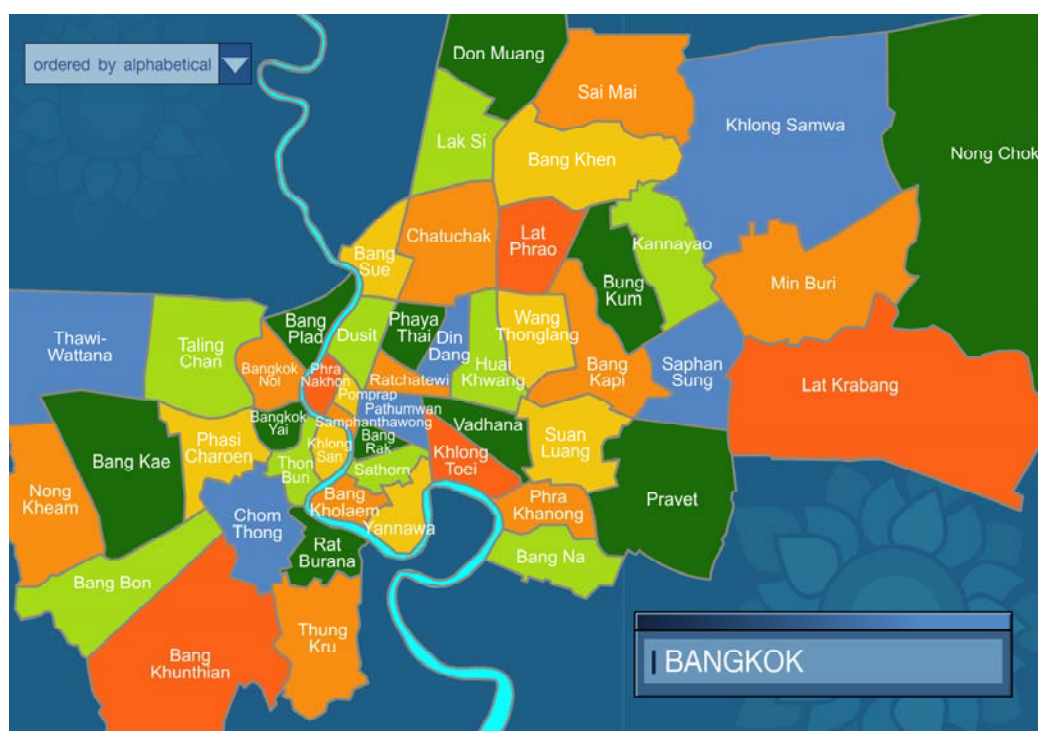 ordered by alphabetical
Don Muang
Sai Mai
Khlong Samwa
Nong Chok
Lak Si
Bang Khen
Chatuchak
Lat
Phrao
Kannayao
Bang
Sue
Bung
Kum
Min Buri
Thawi-
Wattana
Taling
Chan
Bang
Plad
Dusit
Phaya
Thai
Din
Dang
Huai
Khwang
Wang
Thonglang
Bang
Kapi
Saphan
Sung
Lat Krabang
Bangkok
Noi
Phra
Nakhon
Ratchatewi
Pomprap
Pathumwan
Samphanthawong
Bangkok
Yai
Bang
Rak
Vadhana
Suan
Luang
Bang Kae
Phasi
Charoen
Khlong
San
Thon
Buri
Sathorn
Khlong
Toei
Nong
Kheam
Chom
Thong
Bang
Kholaem
Yannawa
Phra
Khanong
Pravet
Rat
Burana
Bang Na
Bang Bon
Thung
Kru
Bang
Khunthian
BANGKOK